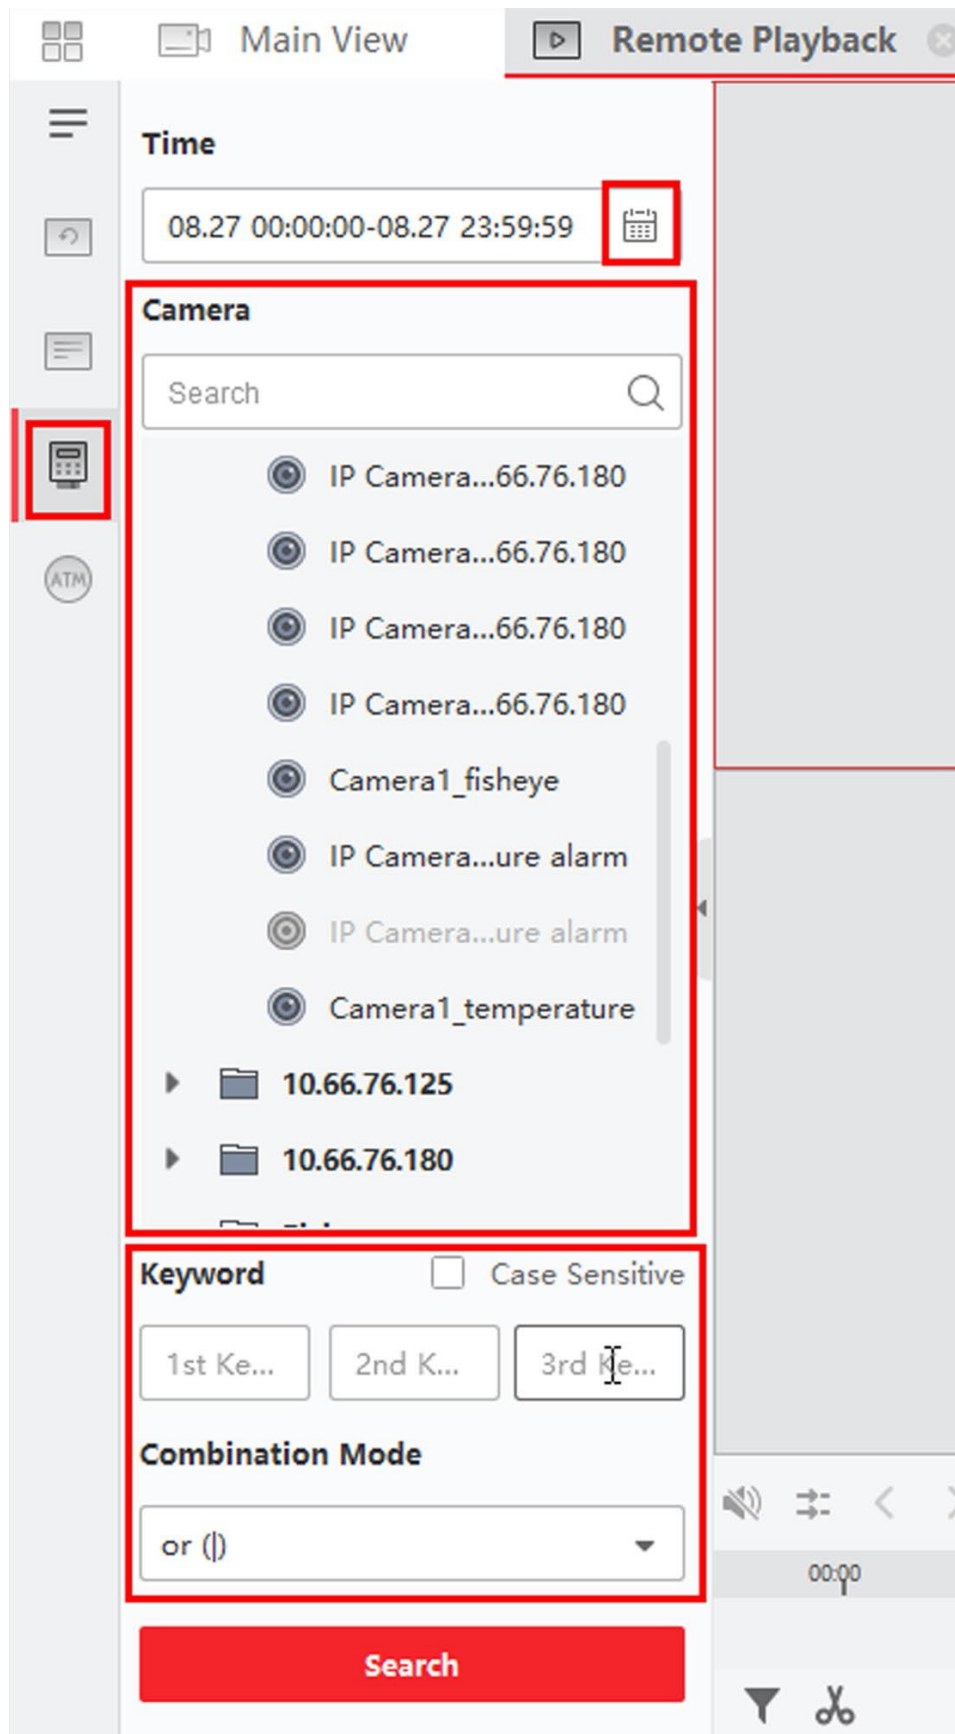 Main View
Remote Playback
Time
08.27 00:00:00-08.27 23:59:59
Camera
Search
IP Camera...66.76.180
IP Camera...66.76.180
IP Camera...66.76.180
IP Camera...66.76.180
Camera1_fisheye
IP Camera...ure alarm
IP Camera...ure alarm
Camera1_temperature
10.66.76.125
10.66.76.180
ATM
Keyword
Case Sensitive
1st Ke...
2nd K...
3rd Ke...
Combination Mode
or (|)
Search
00:00